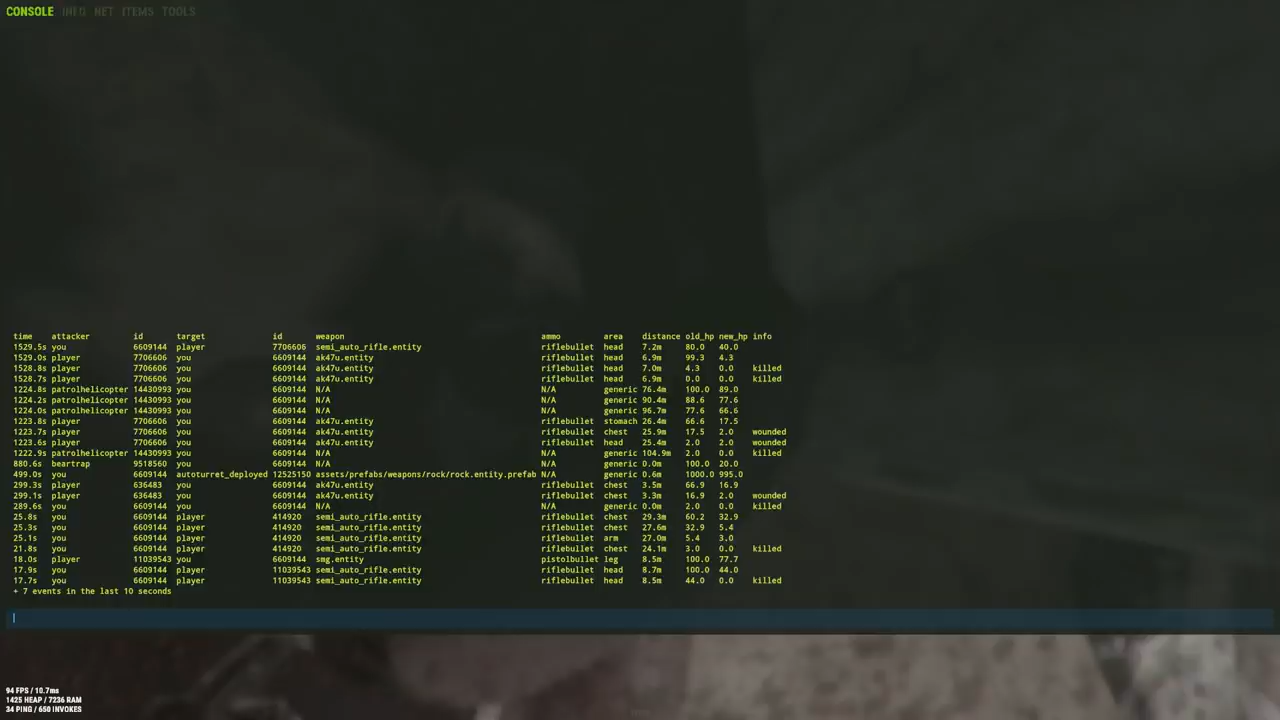 CONSOLE INFO NET ITEMS TOOLS
time attacker id target id weapon ammo area distance old_hp new_hp info
1529.5s you 6609144 player 7706606 semi_auto_rifle.entity riflebullet head 7.2m 80.0 40.0
1529.0s player 7706606 you 6609144 ak47u.entity riflebullet head 6.9m 99.3 4.3
1528.8s player 7706606 you 6609144 ak47u.entity riflebullet head 7.0m 4.3 0.0 killed
1528.7s player 7706606 you 6609144 ak47u.entity riflebullet head 6.9m 0.0 0.0 killed
1224.8s patrolhelicopter 14430993 you 6609144 N/A N/A generic 76.4m 100.0 89.0
1224.2s patrolhelicopter 14430993 you 6609144 N/A N/A generic 90.4m 88.6 77.6
1224.0s patrolhelicopter 14430993 you 6609144 N/A N/A generic 96.7m 77.6 66.6
1223.8s player 7706606 you 6609144 ak47u.entity riflebullet stomach 26.4m 66.6 17.5
1223.7s player 7706606 you 6609144 ak47u.entity riflebullet chest 25.9m 17.5 2.0 wounded
1223.6s player 7706606 you 6609144 ak47u.entity riflebullet head 25.4m 2.0 2.0 wounded
1222.9s patrolhelicopter 14430993 you 6609144 N/A N/A generic 104.9m 2.0 0.0 killed
880.6s beartrap 9518560 you 6609144 N/A N/A generic 0.0m 100.0 20.0
499.0s you 6609144 autoturret_deployed 12525150 assets/prefabs/weapons/rock/rock.entity.prefab N/A generic 0.6m 1000.0 995.0
299.3s player 636483 you 6609144 ak47u.entity riflebullet chest 3.5m 66.9 16.9
299.1s player 636483 you 6609144 ak47u.entity riflebullet chest 3.3m 16.9 2.0 wounded
289.6s you 6609144 you 6609144 N/A N/A generic 0.0m 2.0 0.0 killed
25.8s you 6609144 player 414920 semi_auto_rifle.entity riflebullet chest 29.3m 60.2 32.9
25.3s you 6609144 player 414920 semi_auto_rifle.entity riflebullet chest 27.6m 32.9 5.4
25.1s you 6609144 player 414920 semi_auto_rifle.entity riflebullet arm 27.0m 5.4 3.0
21.8s you 6609144 player 414920 semi_auto_rifle.entity riflebullet chest 24.1m 3.0 0.0 killed
18.0s player 11039543 you 6609144 smg.entity pistolbullet leg 8.5m 100.0 77.7
17.9s you 6609144 player 11039543 semi_auto_rifle.entity riflebullet head 8.7m 100.0 44.0
17.7s you 6609144 player 11039543 semi_auto_rifle.entity riflebullet head 8.5m 44.0 0.0 killed
+ 7 events in the last 10 seconds
94 FPS / 10.7ms
1425 HEAP / 7236 RAM
34 PING / 650 INVOKES